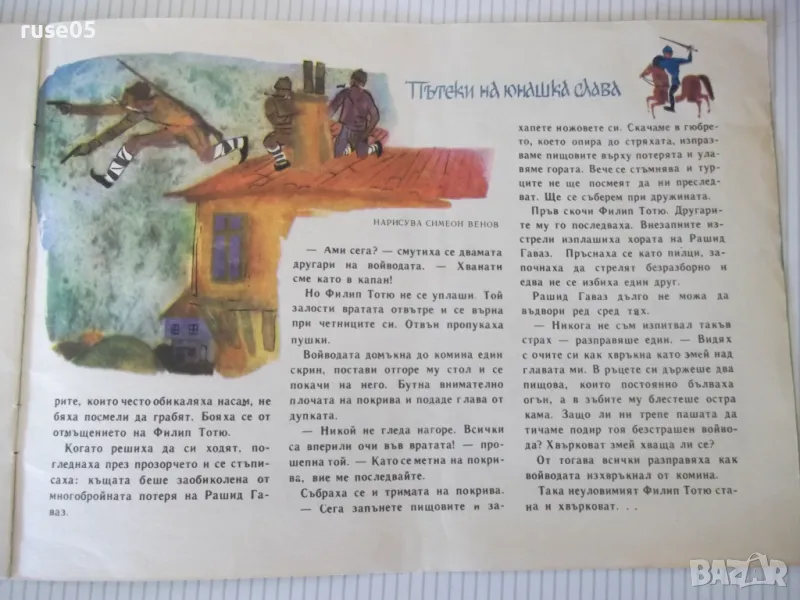 ruse05
ПЪТЕКИ НА ЮНАШКА СЛАВА
НАРИСУВА СИМЕОН ВЕНОВ
рите, които често обикаляха насам, не
бяха посмели да грабят. Бояха се от
отмъщението на Филип Тотю.
Когато решиха да си ходят, по-
гледнаха през прозорчето и се стъпи-
саха: къщата беше заобиколена от
многобройната потеря на Рашид Га-
ваз.
— Ами сега? — смутиха се двамата
другари на войводата. — Хванати
сме като в капан!
Но Филип Тотю не се уплаши. Той
залости вратата отвътре и се върна
при четниците си. Отвън пропукаха
пушки.
Войводата домъкна до комина един
скрин, постави отгоре му стол и се
покачи на него. Бутна внимателно
плочата на покрива и подаде глава от
дупката.
— Никой не гледа нагоре. Всички
са вперили очи във вратата! — про-
шепна той. — Като се метна на покри-
ва, вие ме последвайте.
Събраха се и тримата на покрива.
— Сега запънете пищовите и за-
хапете ножовете си. Скачаме в гюбре-
то, което опира до стряхата, изпраз-
ваме пищовите върху потерята и ула-
вяме гората. Вече се стъмнява и тур-
ците не ще посмеят да ни преслед-
ват. Ще се съберем при дружината.
Пръв скочи Филип Тотю. Другари-
те му го последваха. Внезапните из-
стрели изплашиха хората на Рашид
Гаваз. Пръснаха се като пилци, за-
почнаха да стрелят безразборно и
едва не се избиха един друг.
Рашид Гаваз дълго не можа да
въдвори ред сред тях.
— Никога не съм изпитвал такъв
страх — разправяше един. — Видях
с очите си как хвръкна като змей над
главата ми. В ръцете си държеше два
пищова, които постоянно бълваха
огън, а в зъбите му блестеше остра
кама. Защо ли ни трепе пашата да
тичаме подир тоя безстрашен войво-
да? Хвърковат змей хваща ли се?
От тогава всички разправяха как
войводата изхвръкнал от комина.
Така неуловимият Филип Тотю ста-
на и хвърковат. . .
BAZAR